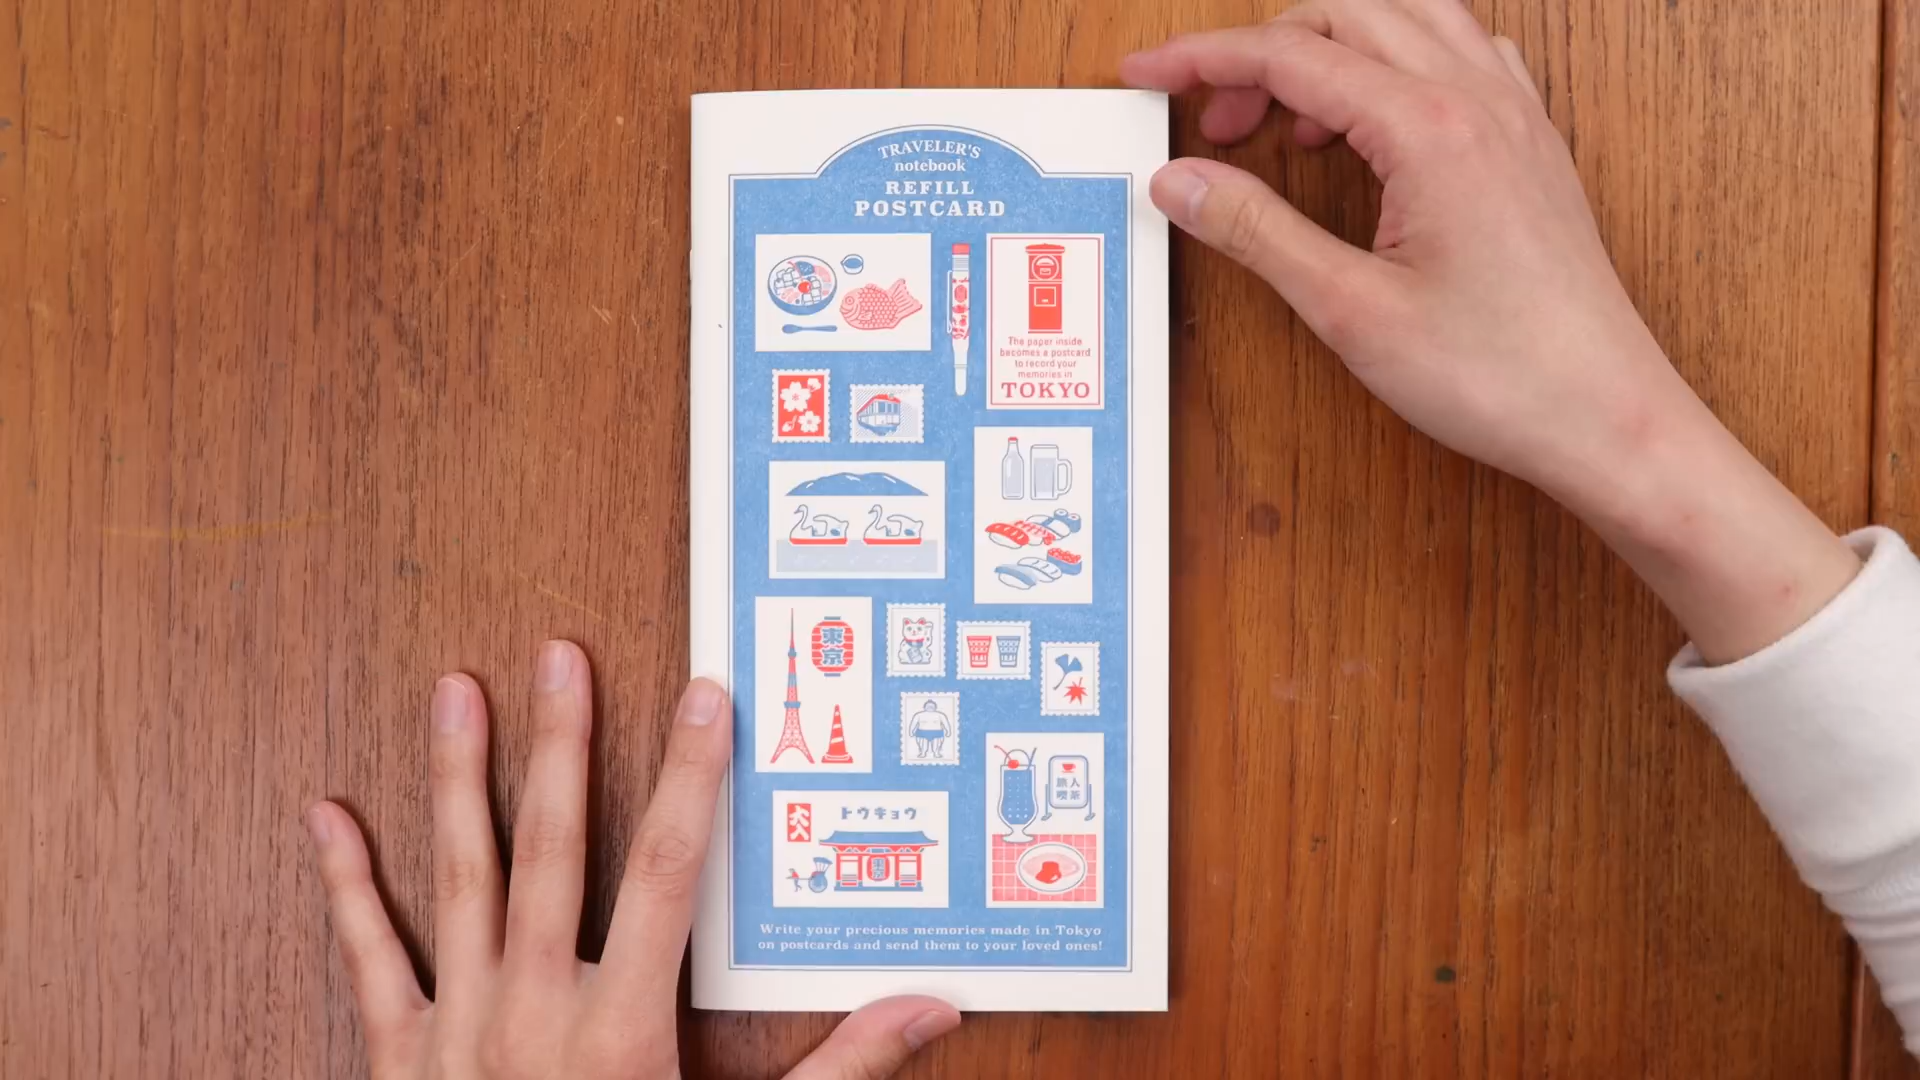 TRAVELER'S
notebook
REFILL
POSTCARD
The paper inside
becomes a postcard
to record your
memories in
TOKYO
東
京
トウキョウ
Write your precious memories made in Tokyo
on postcards and send them to your loved ones!